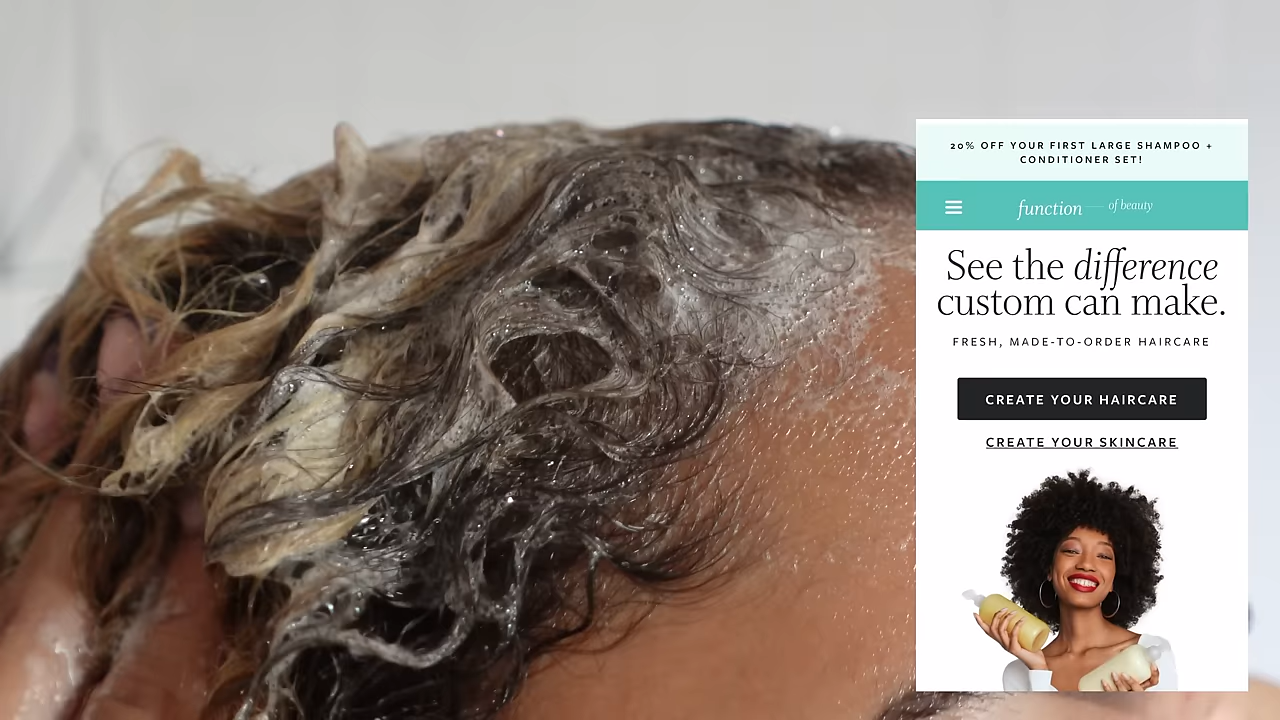 20% OFF YOUR FIRST LARGE SHAMPOO +
CONDITIONER SET!
function of beauty
See the difference
custom can make.
FRESH, MADE-TO-ORDER HAIRCARE
CREATE YOUR HAIRCARE
CREATE YOUR SKINCARE